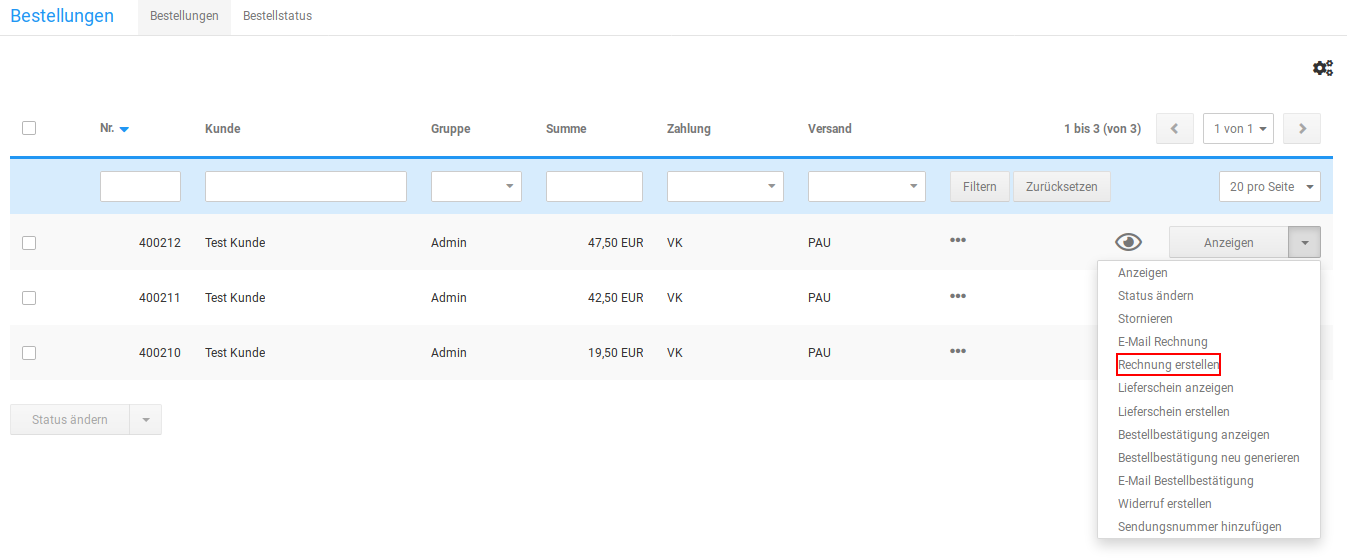 Bestellungen Bestellungen Bestellstatus
Nr. Kunde Gruppe Summe Zahlung Versand 1 bis 3 (von 3) 1 von 1
Filtern Zurücksetzen 20 pro Seite
400212 Test Kunde Admin 47,50 EUR VK PAU ••• Anzeigen
400211 Test Kunde Admin 42,50 EUR VK PAU •••
400210 Test Kunde Admin 19,50 EUR VK PAU •••
Anzeigen
Status ändern
Stornieren
E-Mail Rechnung
Rechnung erstellen
Lieferschein anzeigen
Lieferschein erstellen
Bestellbestätigung anzeigen
Bestellbestätigung neu generieren
E-Mail Bestellbestätigung
Widerruf erstellen
Sendungsnummer hinzufügen
Status ändern